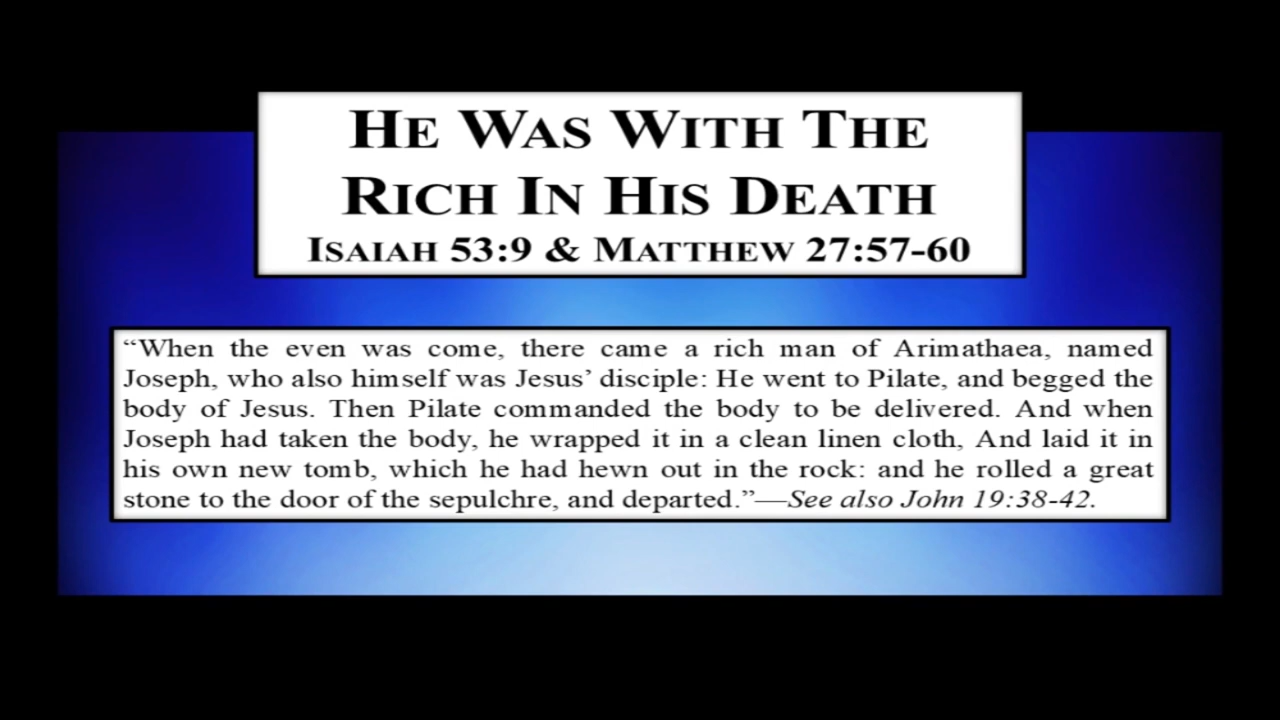 He Was With The
Rich In His Death
Isaiah 53:9 & Matthew 27:57-60
“When the even was come, there came a rich man of Arimathaea, named
Joseph, who also himself was Jesus’ disciple: He went to Pilate, and begged the
body of Jesus. Then Pilate commanded the body to be delivered. And when
Joseph had taken the body, he wrapped it in a clean linen cloth, And laid it in
his own new tomb, which he had hewn out in the rock: and he rolled a great
stone to the door of the sepulchre, and departed.”—See also John 19:38-42.